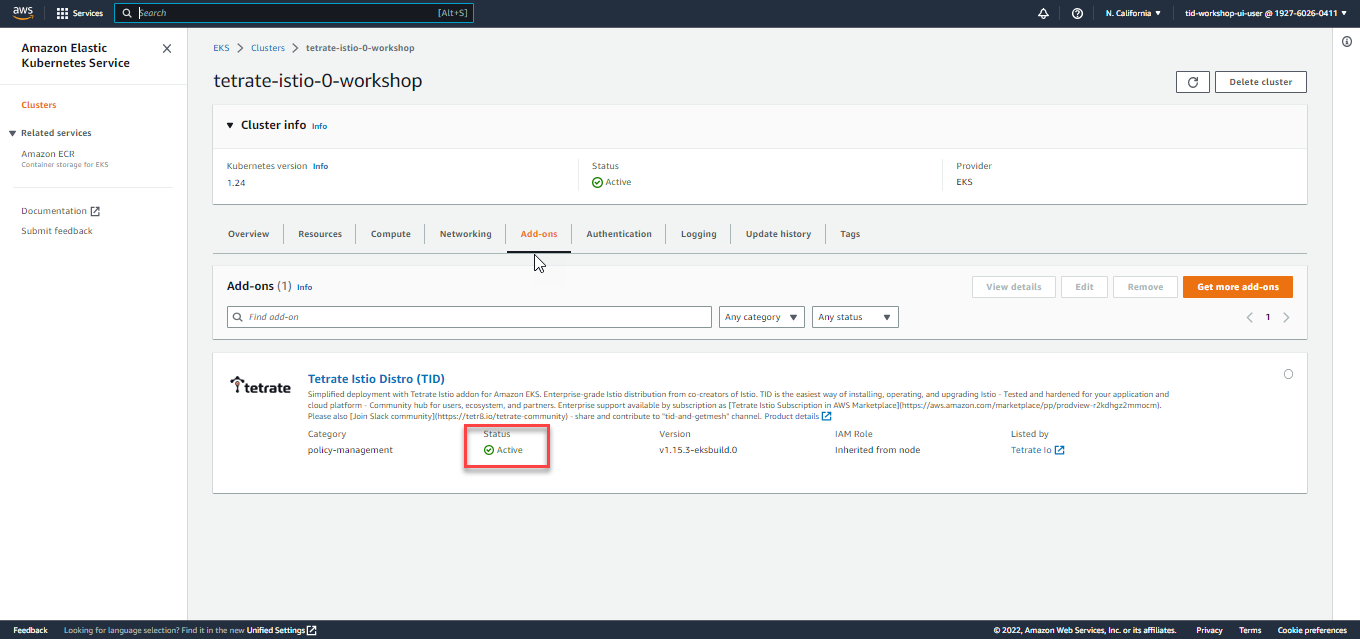 aws
Services
Search
[Alt+S]
N. California
tid-workshop-ui-user @ 1927-6026-0411
Amazon Elastic
Kubernetes Service
Clusters
Related services
Amazon ECR
Container storage for EKS
Documentation
Submit feedback
EKS
Clusters
tetrate-istio-0-workshop
tetrate-istio-0-workshop
Delete cluster
Cluster info Info
Kubernetes version Info
1.24
Status
Active
Provider
EKS
Overview
Resources
Compute
Networking
Add-ons
Authentication
Logging
Update history
Tags
Add-ons (1) Info
View details
Edit
Remove
Get more add-ons
Find add-on
Any category
Any status
1
tetrate
Tetrate Istio Distro (TID)
Simplified deployment with Tetrate Istio addon for Amazon EKS. Enterprise-grade Istio distribution from co-creators of Istio. TID is the easiest way of installing, operating, and upgrading Istio - Tested and hardened for your application and
cloud platform - Community hub for users, ecosystem, and partners. Enterprise support available by subscription as [Tetrate Istio Subscription in AWS Marketplace](https://aws.amazon.com/marketplace/pp/prodview-r2kdhgz2mmocm).
Please also [Join Slack community](https://tetr8.io/tetrate-community) - share and contribute to "tid-and-getmesh" channel. Product details
Category
policy-management
Status
Active
Version
v1.15.3-eksbuild.0
IAM Role
Inherited from node
Listed by
Tetrate Io
Feedback
Looking for language selection? Find it in the new Unified Settings
© 2022, Amazon Web Services, Inc. or its affiliates.
Privacy
Terms
Cookie preferences